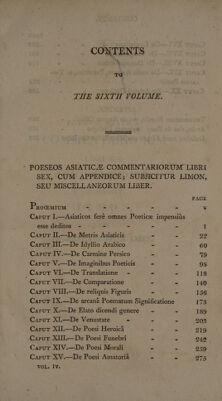 CONTENTS
TO
THE SIXTH VOLUME.
POESEOS ASIATICÆ COMMENTARIORUM LIBRI
SEX, CUM APPENDICE; SUBJICITUR LIMON,
SEU MISCELLANEORUM LIBER.
PAGE
PROŒMIUM - - - - - - v
CAPUT I.—Asiaticos ferè omnes Poeticæ impensiùs
esse deditos - - - - - - 1
CAPUT II.—De Metris Asiaticis - - 22
CAPUT III.—De Idyllio Arabico - - 60
CAPUT IV.—De Carmine Persico - - 79
CAPUT V.—De Imaginibus Poeticis - - 98
CAPUT VI.—De Translatione - - - 118
CAPUT VII.—De Comparatione - - 140
CAPUT VIII.—De reliquis Figuris - - 156
CAPUT IX.—De arcanâ Poematum Significatione 173
CAPUT X.—De Elato dicendi genere - - 189
CAPUT XI.—De Venustate - - - 203
CAPUT XII.—De Poesi Heroicâ - - 219
CAPUT XIII.—De Poesi Funebri - - 242
CAPUT XIV.—De Poesi Morali - - 259
CAPUT XV.—De Poesi Amatoriâ - - 275
VOL. IV.